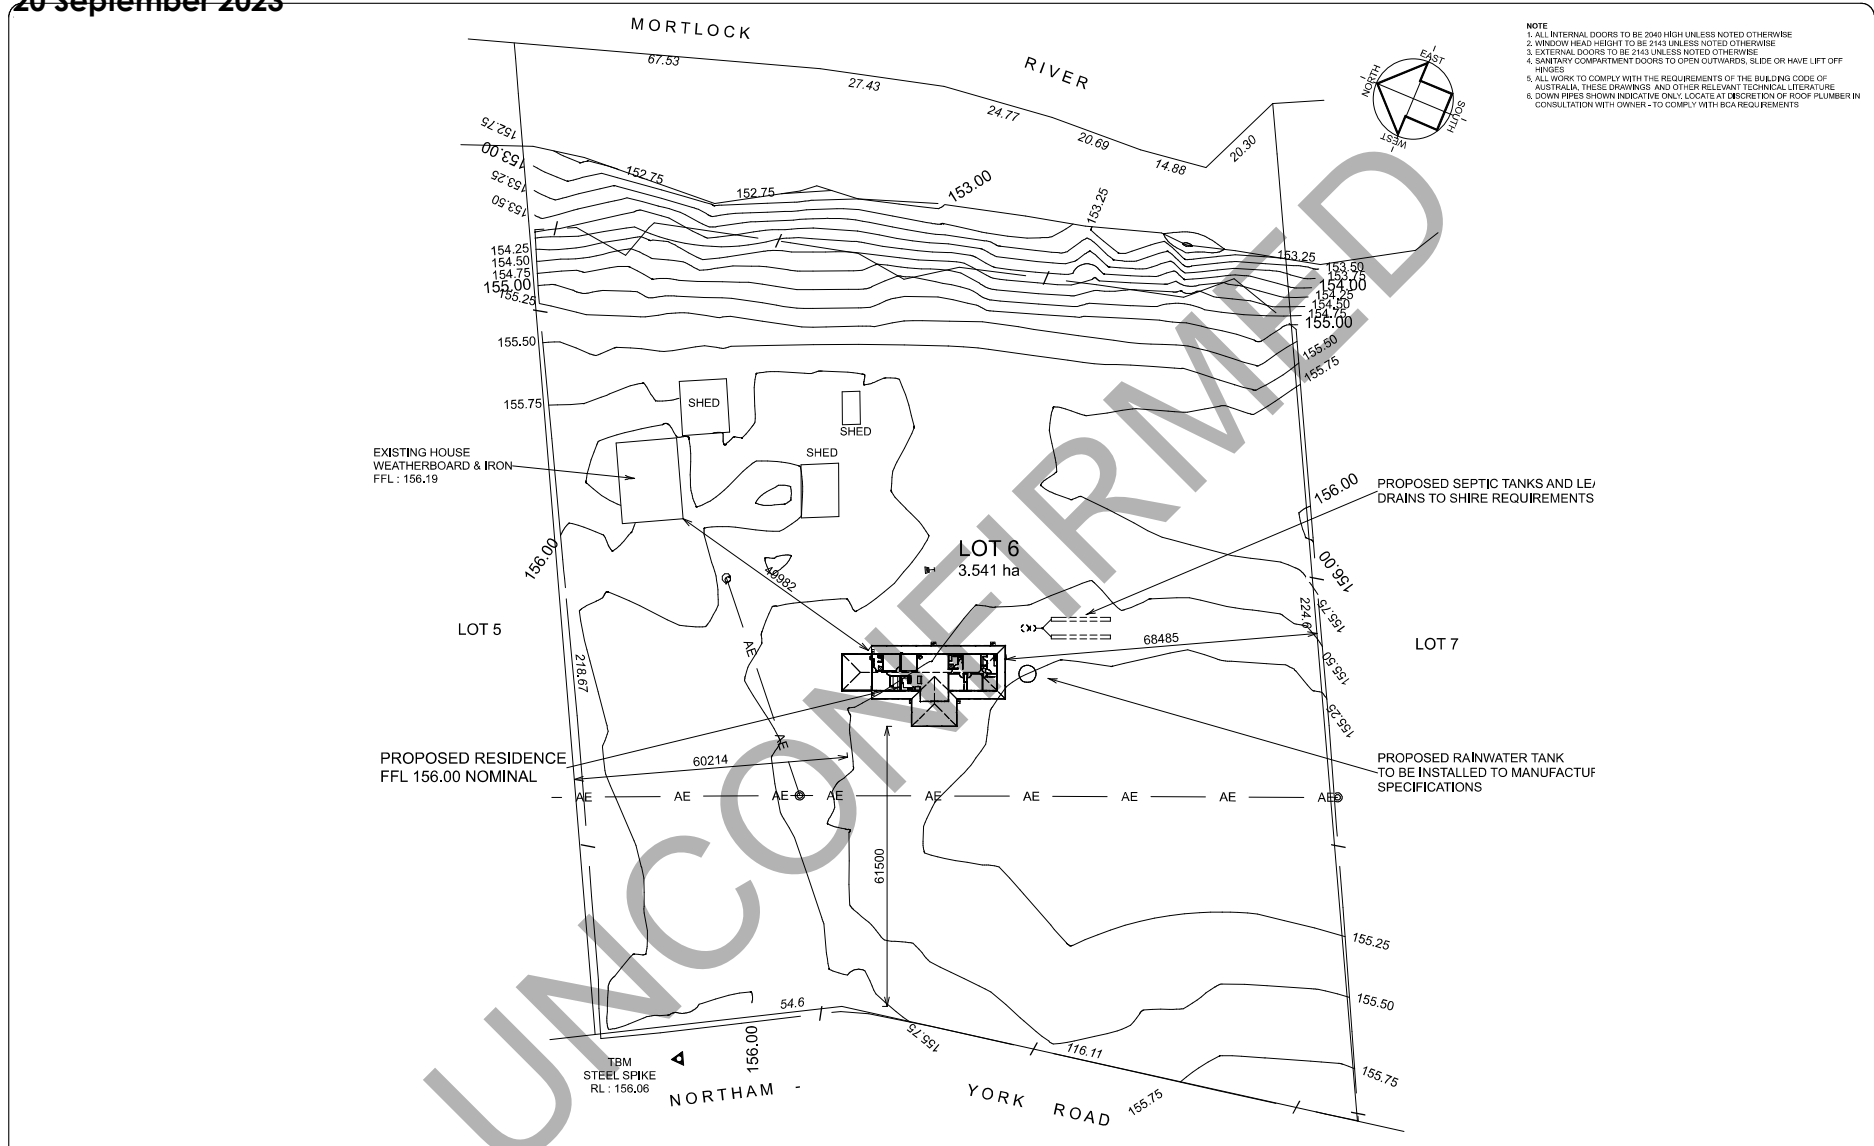 20 September 2023
MORTLOCK
RIVER
67.53
27.43
24.77
20.69
14.88
20.30
NOTE
1. ALL INTERNAL DOORS TO BE 2040 HIGH UNLESS NOTED OTHERWISE
2. WINDOW HEAD HEIGHT TO BE 2143 UNLESS NOTED OTHERWISE
3. EXTERNAL DOORS TO BE 2143 UNLESS NOTED OTHERWISE
4. SANITARY COMPARTMENT DOORS TO OPEN OUTWARDS, SLIDE OR HAVE LIFT OFF
HINGES
5. ALL WORK TO COMPLY WITH THE REQUIREMENTS OF THE BUILDING CODE OF
AUSTRALIA, THESE DRAWINGS AND OTHER RELEVANT TECHNICAL LITERATURE
6. DOWN PIPES SHOWN INDICATIVE ONLY, LOCATE AT DISCRETION OF ROOF PLUMBER IN
CONSULTATION WITH OWNER - TO COMPLY WITH BCA REQUIREMENTS
EAST
NORTH
SOUTH
WEST
152.75
153.00
153.25
153.50
152.75
152.75
153.00
153.25
154.25
154.50
154.75
155.00
155.25
155.50
155.75
153.25
153.50
153.75
154.00
154.25
154.50
154.75
155.00
155.50
155.75
SHED
SHED
SHED
EXISTING HOUSE
WEATHERBOARD & IRON
FFL : 156.19
156.00
156.00
PROPOSED SEPTIC TANKS AND LEA
DRAINS TO SHIRE REQUIREMENTS
LOT 6
3.541 ha
49982
156.00
155.75
224.6
LOT 5
68485
LOT 7
218.67
155.50
155.25
AE
AE
PROPOSED RESIDENCE
FFL 156.00 NOMINAL
60214
PROPOSED RAINWATER TANK
TO BE INSTALLED TO MANUFACTUR
SPECIFICATIONS
AE AE AE AE AE AE AE AE AE
61500
155.25
155.50
54.6
155.75
116.11
155.75
156.00
TBM
STEEL SPIKE
RL : 156.06
NORTHAM -
YORK ROAD
155.75
UNCONFIRMED